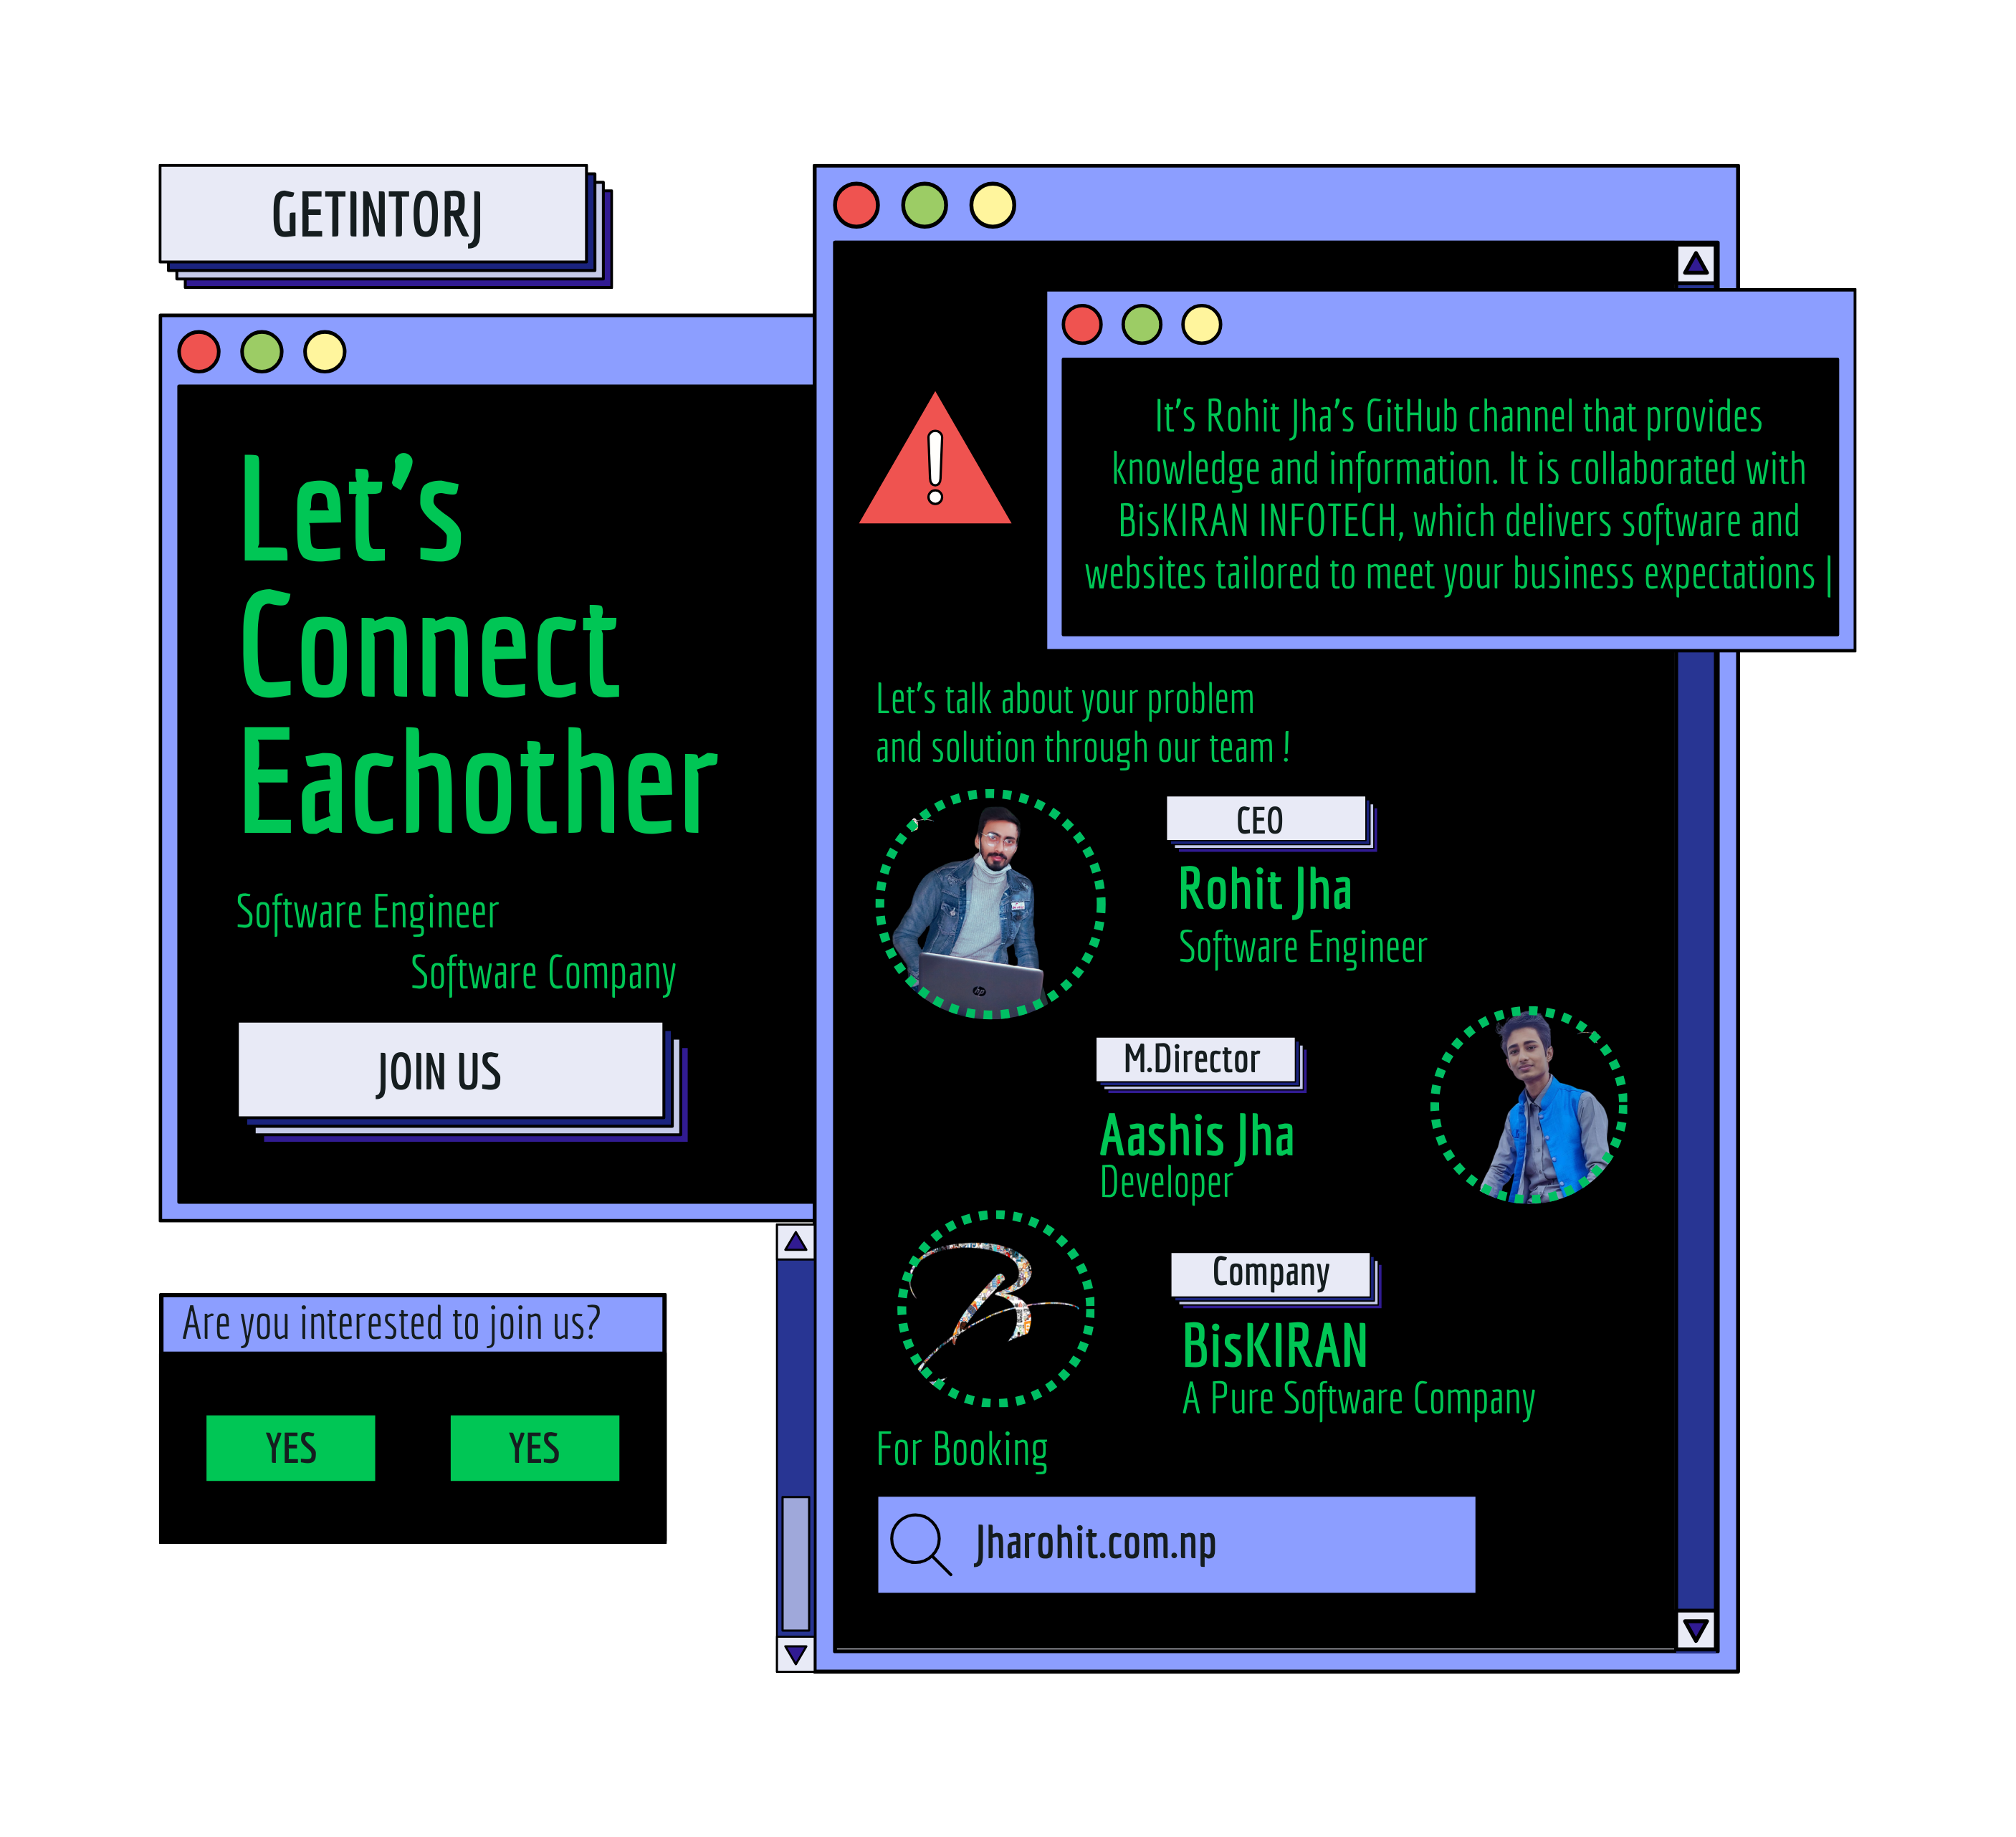 GETINTORJ
Let's
Connect
Eachother
Software Engineer
Software Company
JOIN US
Are you interested to join us?
YES YES
It's Rohit Jha's GitHub channel that provides
knowledge and information. It is collaborated with
BisKIRAN INFOTECH, which delivers software and
websites tailored to meet your business expectations |
Let's talk about your problem
and solution through our team !
CEO
Rohit Jha
Software Engineer
hp
M.Director
Aashis Jha
Developer
B
Company
BisKIRAN
A Pure Software Company
For Booking
Jharohit.com.np